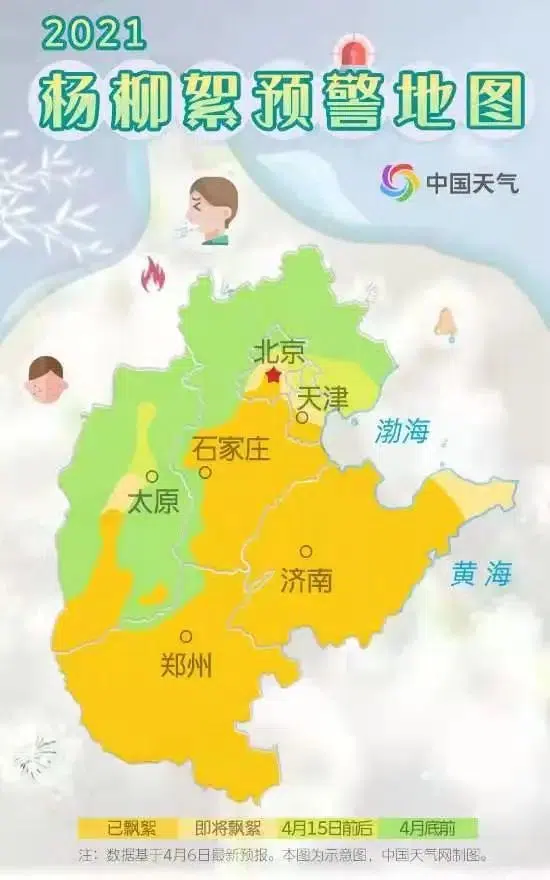 2021
杨柳絮预警地图
中国天气
北京
天津
渤海
石家庄
太原
济南
黄海
郑州
已飘絮 即将飘絮 4月15日前后 4月底前
注：数据基于4月6日最新预报。本图为示意图，中国天气网制图。